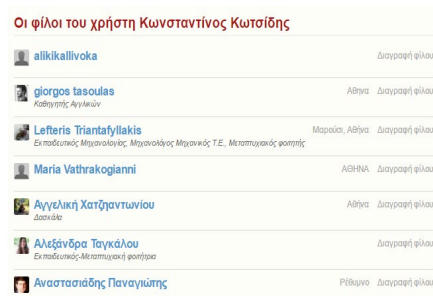 Οι φίλοι του χρήστη Κωνσταντίνος Κωτσίδης
alikikallivoka Διαγραφή φίλου
giorgos tasoulas Αθηνα Διαγραφή φίλου
Καθηγητής Αγγλικών
Lefteris Triantafyllakis Μαρούσι, Αθήνα Διαγραφή φίλου
Εκπαιδευτικός Μηχανολογίας, Μηχανολόγος Μηχανικός Τ.Ε., Μεταπτυχιακός φοιτητής
Maria Vathrakogianni ΑΘΗΝΑ Διαγραφή φίλου
Αγγελική Χατζηαντωνίου Αθήνα Διαγραφή φίλου
Δασκάλα
Αλεξάνδρα Ταγκάλου Διαγραφή φίλου
Εκπαιδευτικός-Μεταπτυχιακή φοιτήτρια
Αναστασιάδης Παναγιώτης Ρέθυμνο Διαγραφή φίλου